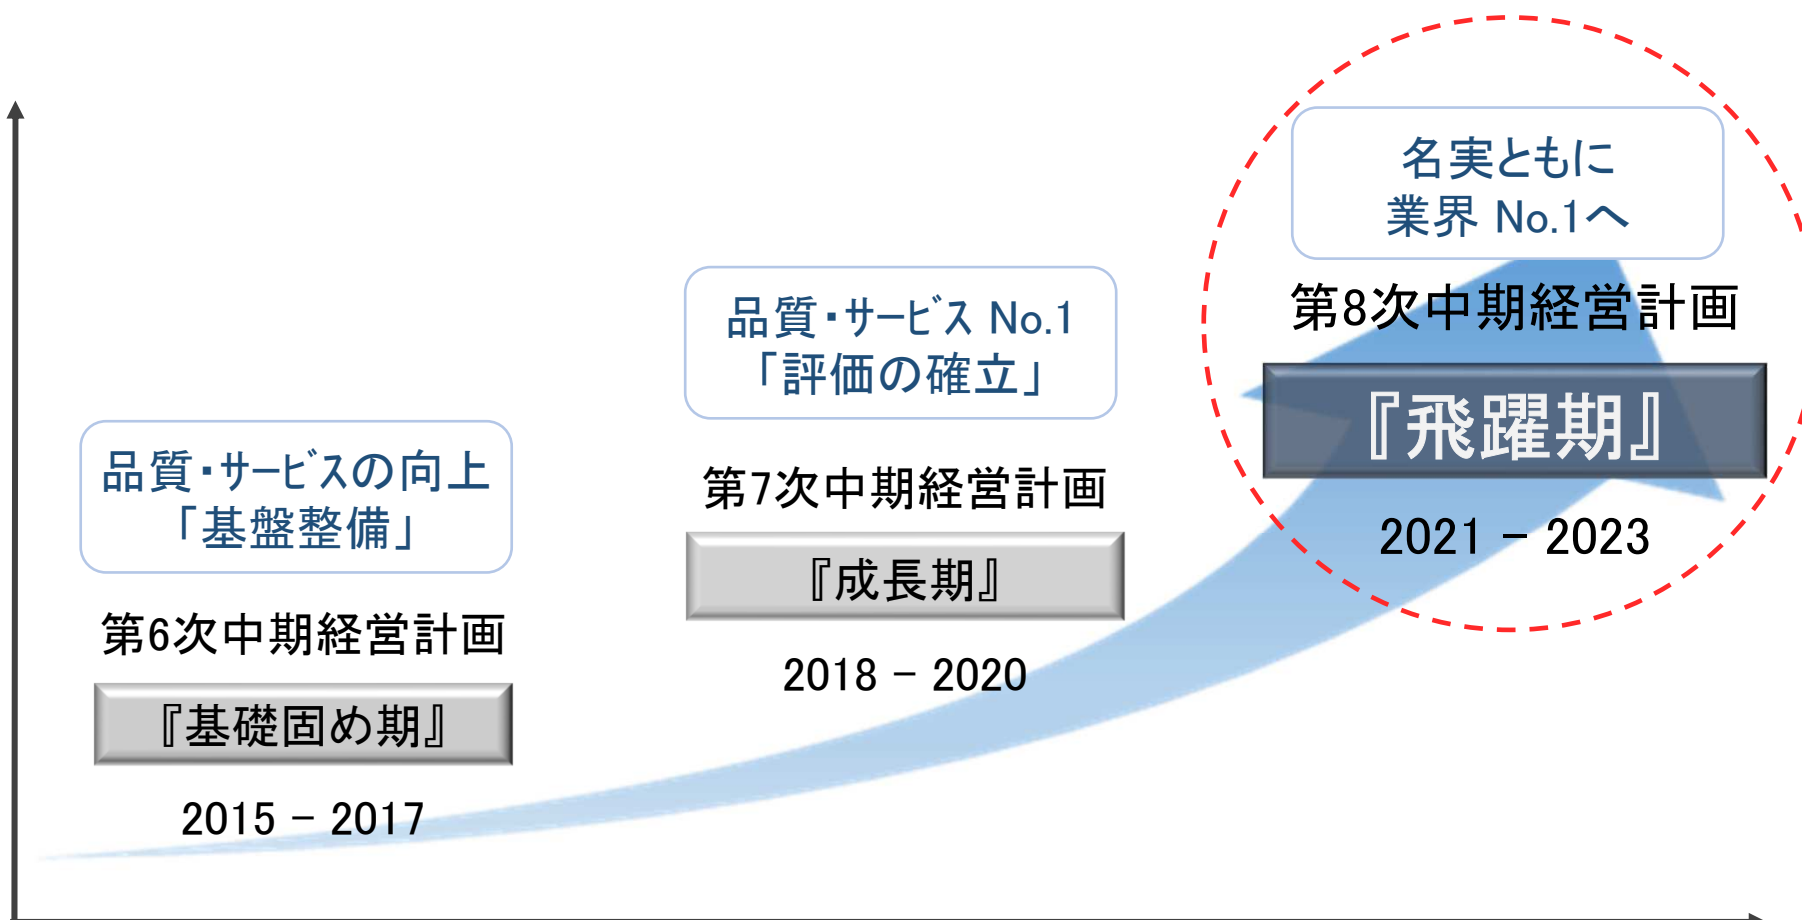 品質・サービスの向上
「基盤整備」
第6次中期経営計画
『基礎固め期』
2015 − 2017
品質・サービス No.1
「評価の確立」
第7次中期経営計画
『成長期』
2018 − 2020
名実ともに
業界 No.1へ
第8次中期経営計画
『飛躍期』
2021 − 2023